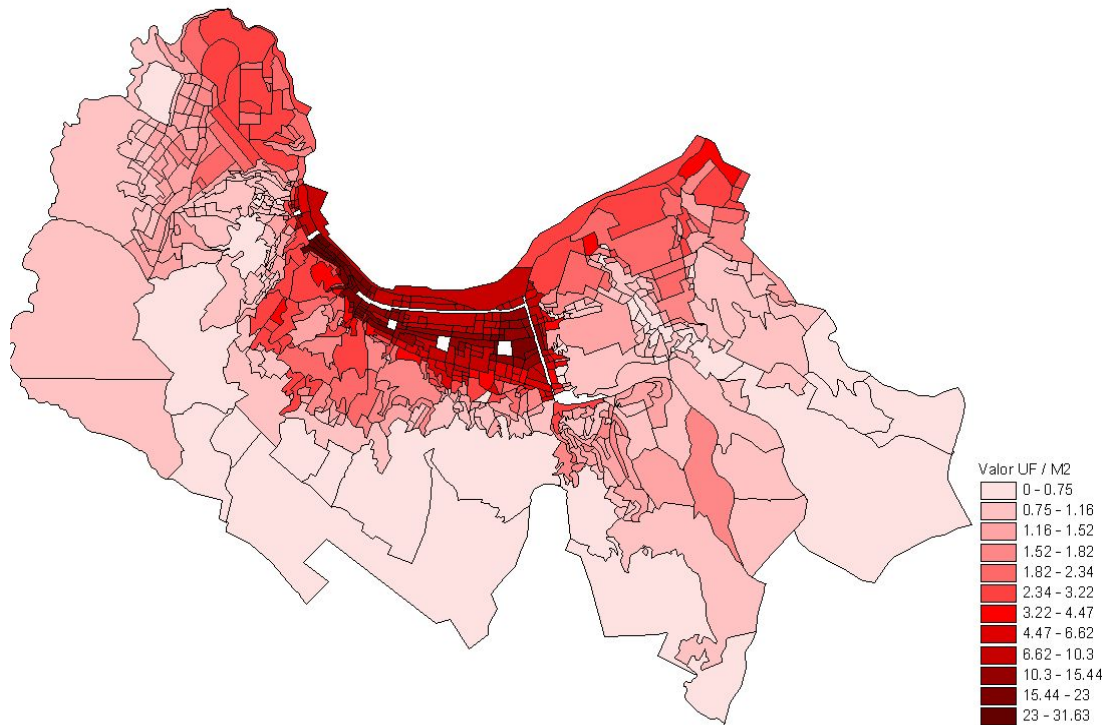 Valor UF / M2
0 - 0.75
0.75 - 1.16
1.16 - 1.52
1.52 - 1.82
1.82 - 2.34
2.34 - 3.22
3.22 - 4.47
4.47 - 6.62
6.62 - 10.3
10.3 - 15.44
15.44 - 23
23 - 31.63